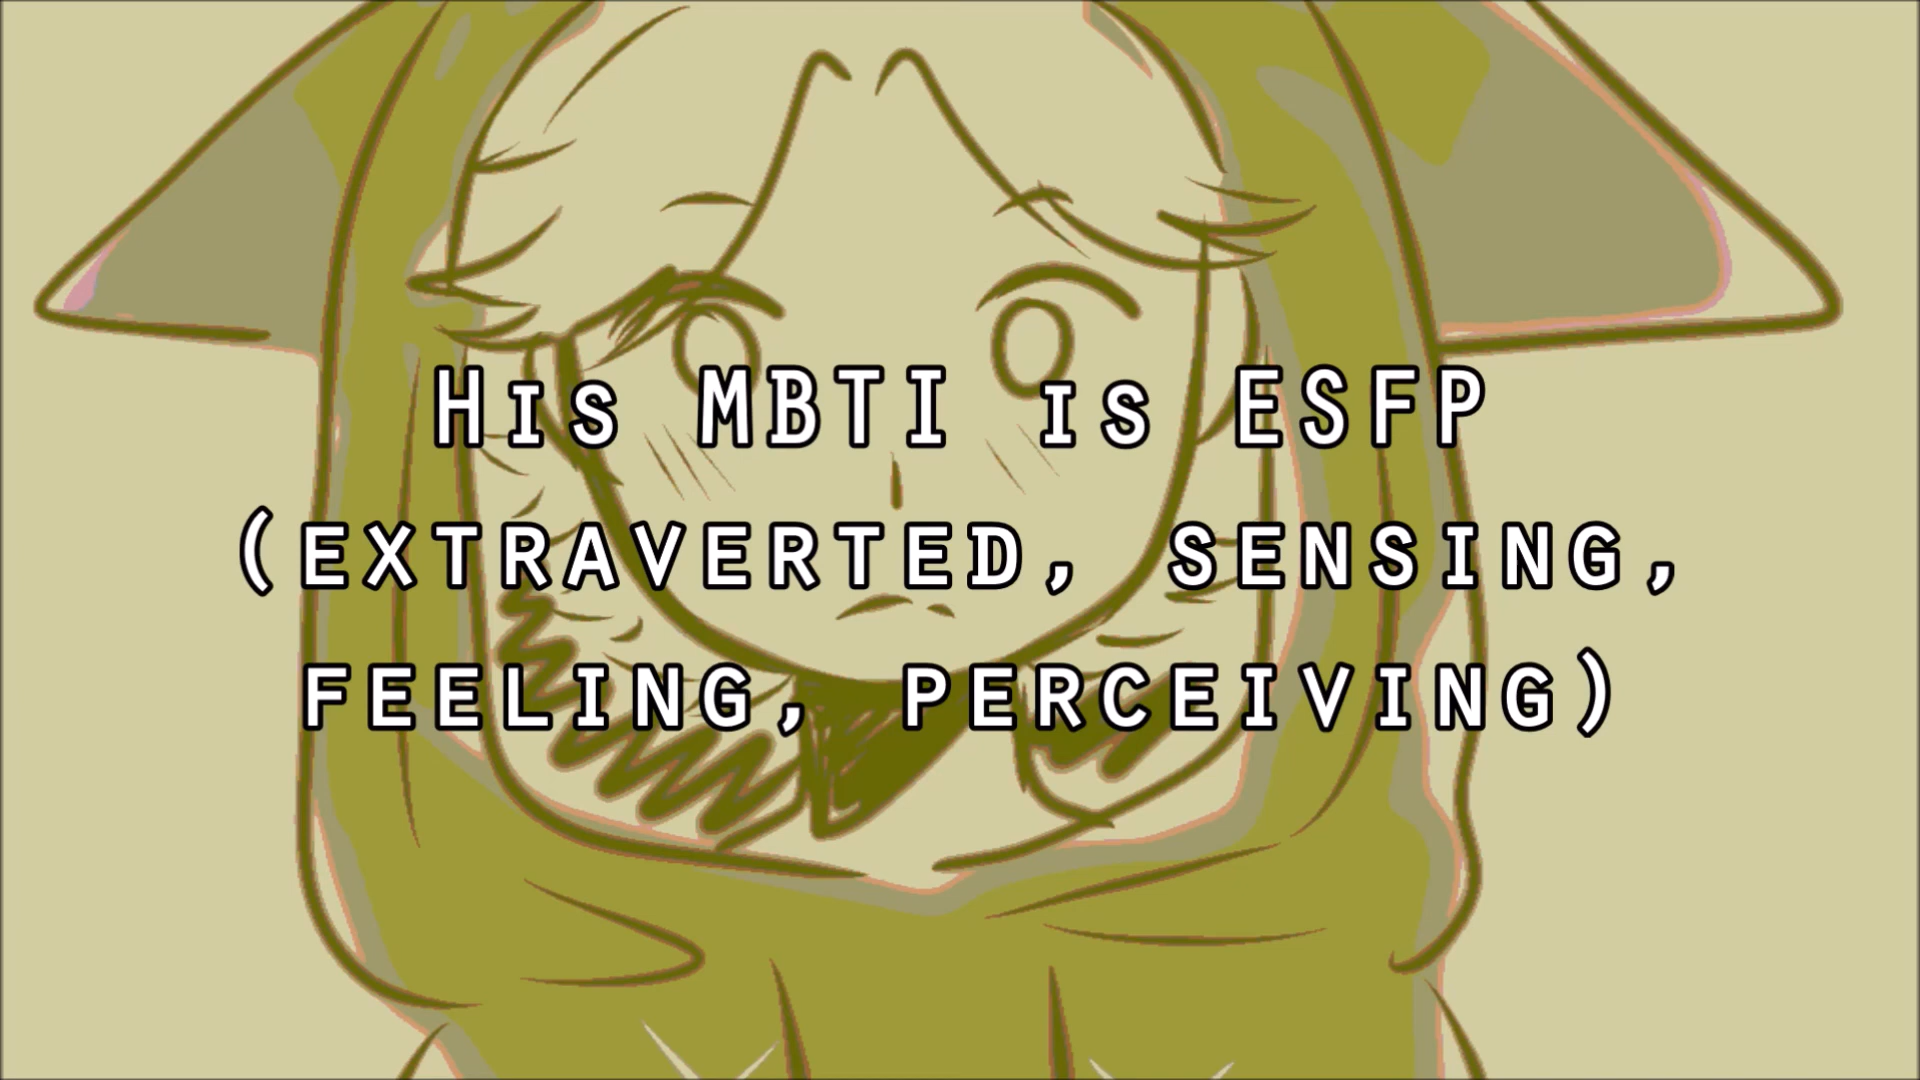 His MBTI is ESFP
(extraverted, sensing,
feeling, perceiving)